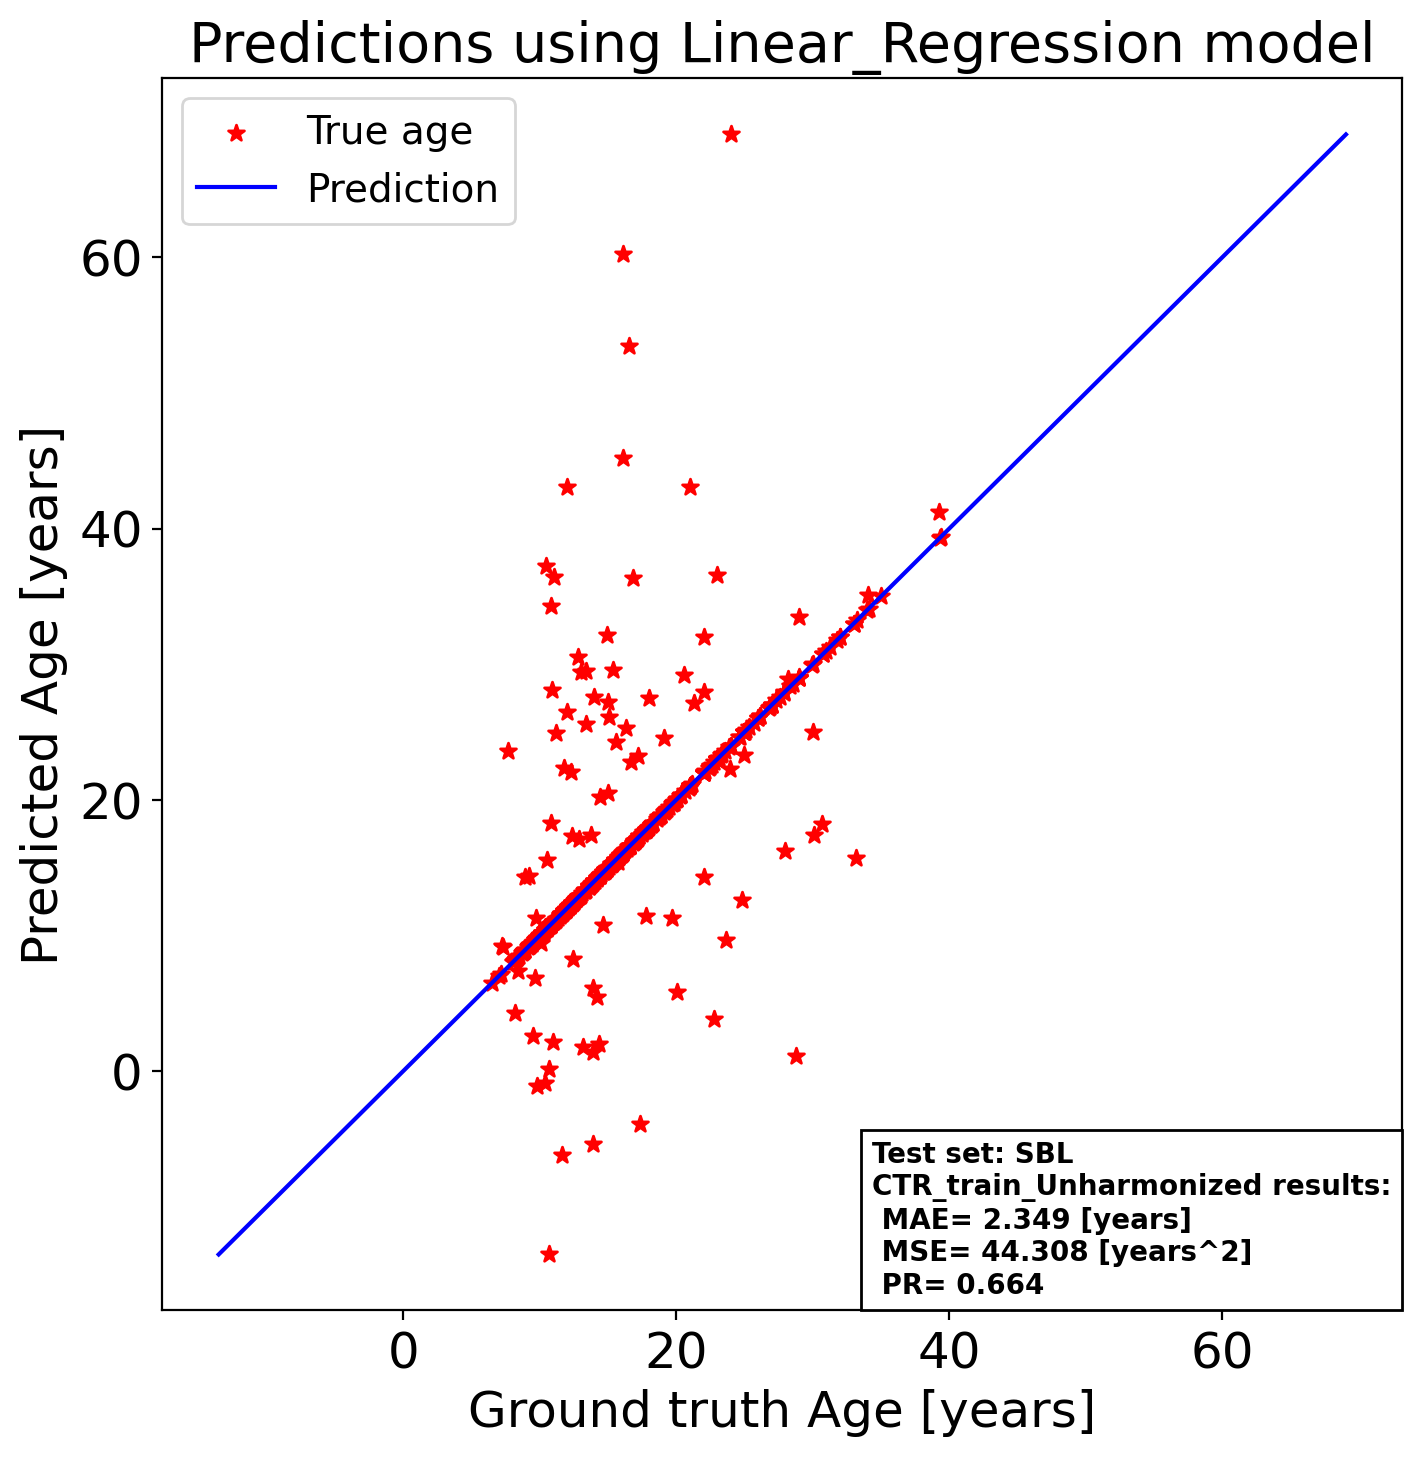 Predictions using Linear_Regression model
True age
Prediction
Predicted Age [years]
60
40
20
0
0
20
40
60
Ground truth Age [years]
Test set: SBL
CTR_train_Unharmonized results:
MAE= 2.349 [years]
MSE= 44.308 [years^2]
PR= 0.664